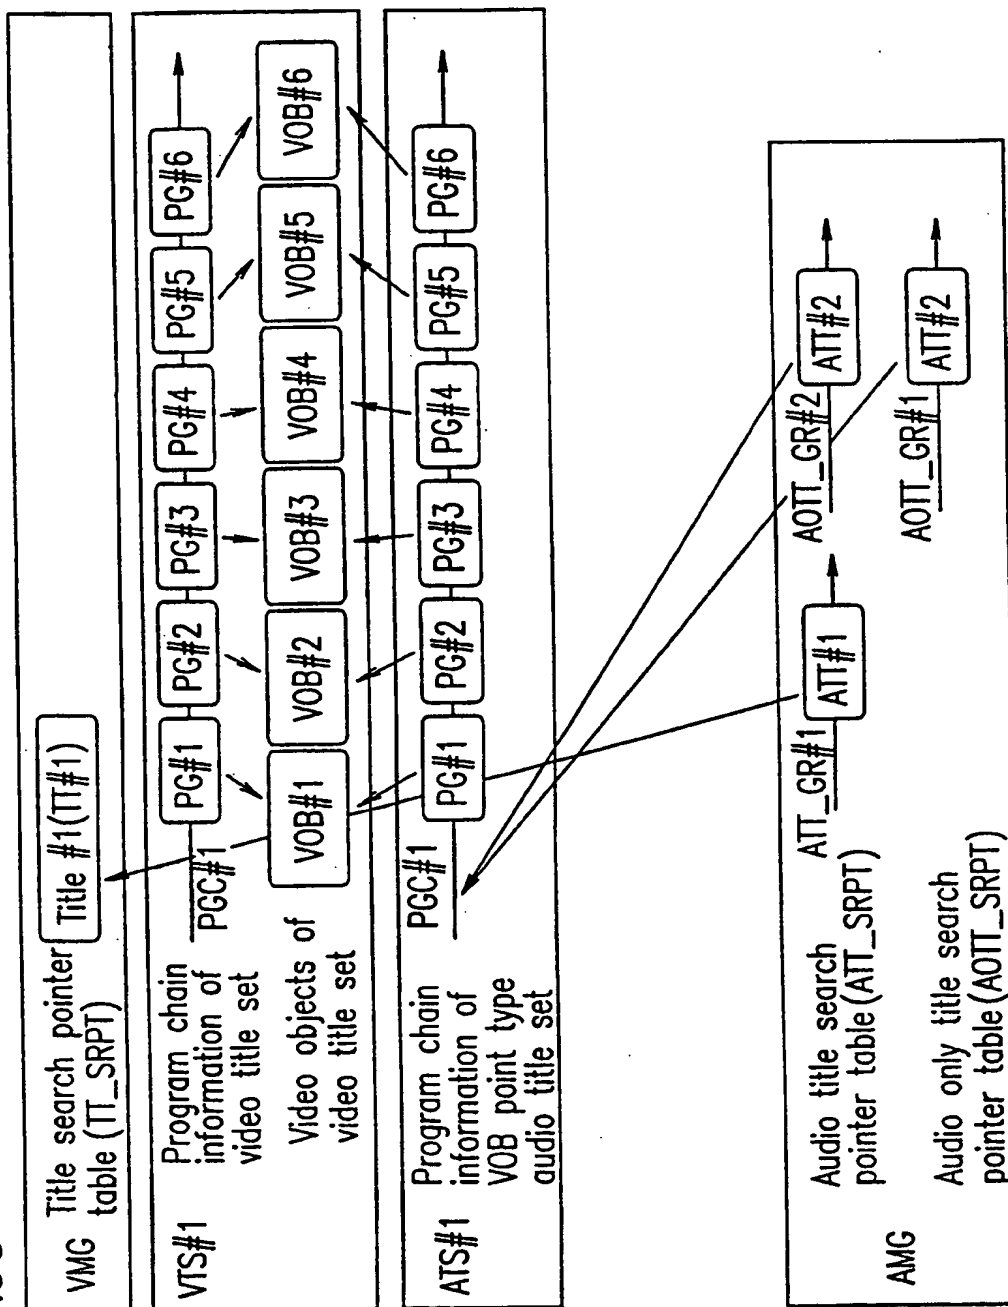 VMG
Title search pointer
table(TT_SRPT)
Title #1(TT#1)
VTS#1
Program chain
information of
video title set
PGC#1
PG#1
PG#2
PG#3
PG#4
PG#5
PG#6
Video objects of
video title set
VOB#1
VOB#2
VOB#3
VOB#4
VOB#5
VOB#6
ATS#1
Program chain
information of
VOB point type
audio title set
PGC#1
PG#1
PG#2
PG#3
PG#4
PG#5
PG#6
AMG
Audio title search
pointer table(ATT_SRPT)
ATT_GR#1
ATT#1
AOTT_GR#2
ATT#2
Audio only title search
pointer table(AOTT_SRPT)
AOTT_GR#1
ATT#2